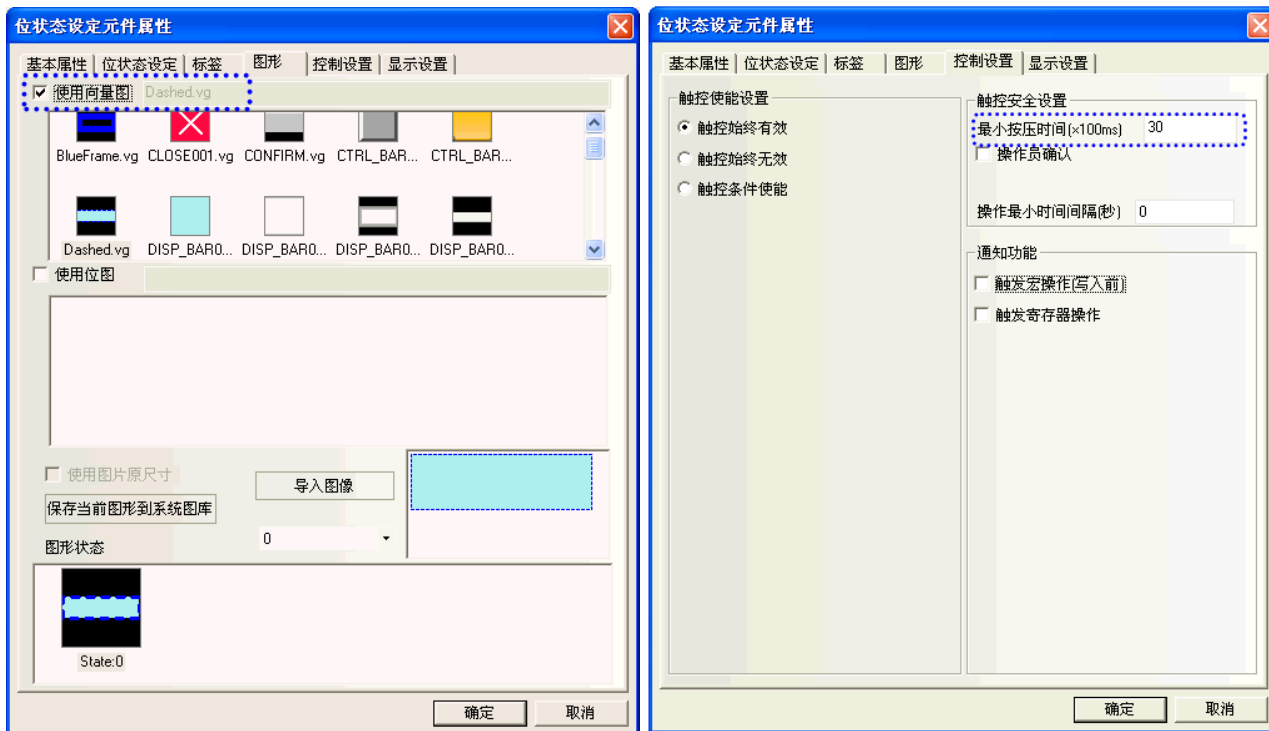 位状态设定元件属性
基本属性 位状态设定 标签 图形 控制设置 显示设置
使用向量图 Dashed.vg
BlueFrame.vg CLOSE001.vg CONFIRM.vg CTRL_BAR... CTRL_BAR...
Dashed.vg DISP_BAR0... DISP_BAR0... DISP_BAR0... DISP_BAR0...
使用位图
使用图片原尺寸
导入图像
保存当前图形到系统图库
图形状态 0
State:0
确定 取消
位状态设定元件属性
基本属性 位状态设定 标签 图形 控制设置 显示设置
触控使能设置
触控始终有效
触控始终无效
触控条件使能
触控安全设置
最小按压时间(×100ms) 30
操作员确认
操作最小时间间隔(秒) 0
通知功能
触发宏操作(写入前)
触发寄存器操作
确定 取消